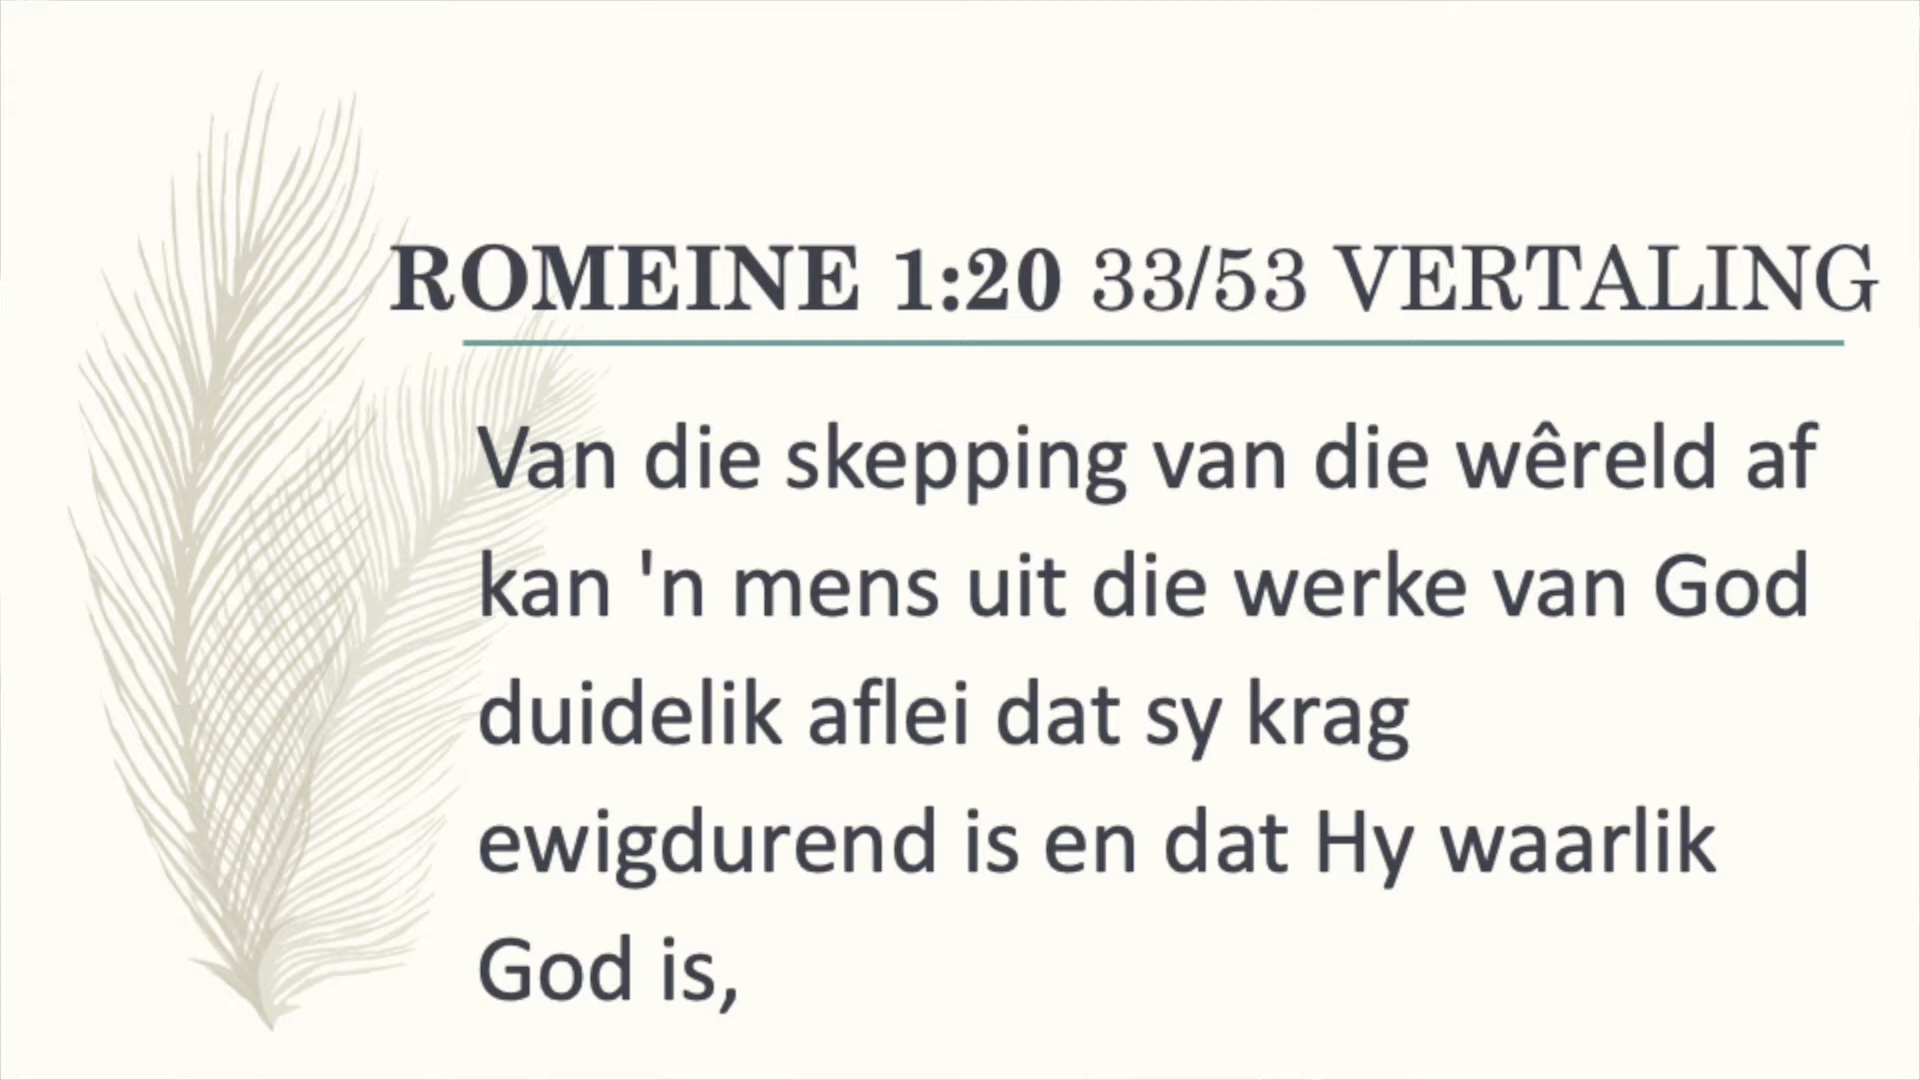 ROMEINE 1:20 33/53 VERTALING
Van die skepping van die wêreld af
kan 'n mens uit die werke van God
duidelik aflei dat sy krag
ewigdurend is en dat Hy waarlik
God is,